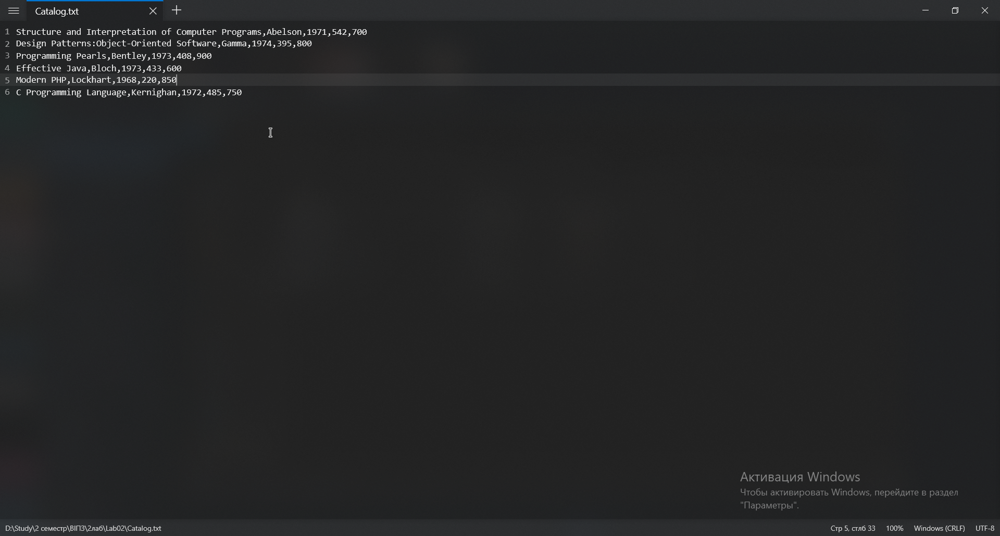 Catalog.txt
1 Structure and Interpretation of Computer Programs,Abelson,1971,542,700
2 Design Patterns:Object-Oriented Software,Gamma,1974,395,800
3 Programming Pearls,Bentley,1973,408,900
4 Effective Java,Bloch,1973,433,600
5 Modern PHP,Lockhart,1968,220,850
6 C Programming Language,Kernighan,1972,485,750
Активация Windows
Чтобы активировать Windows, перейдите в раздел
"Параметры".
D:\Study\2 семестр\ВІПЗ\2лаб\Lab02\Catalog.txt Стр 5, стлб 33 100% Windows (CRLF) UTF-8